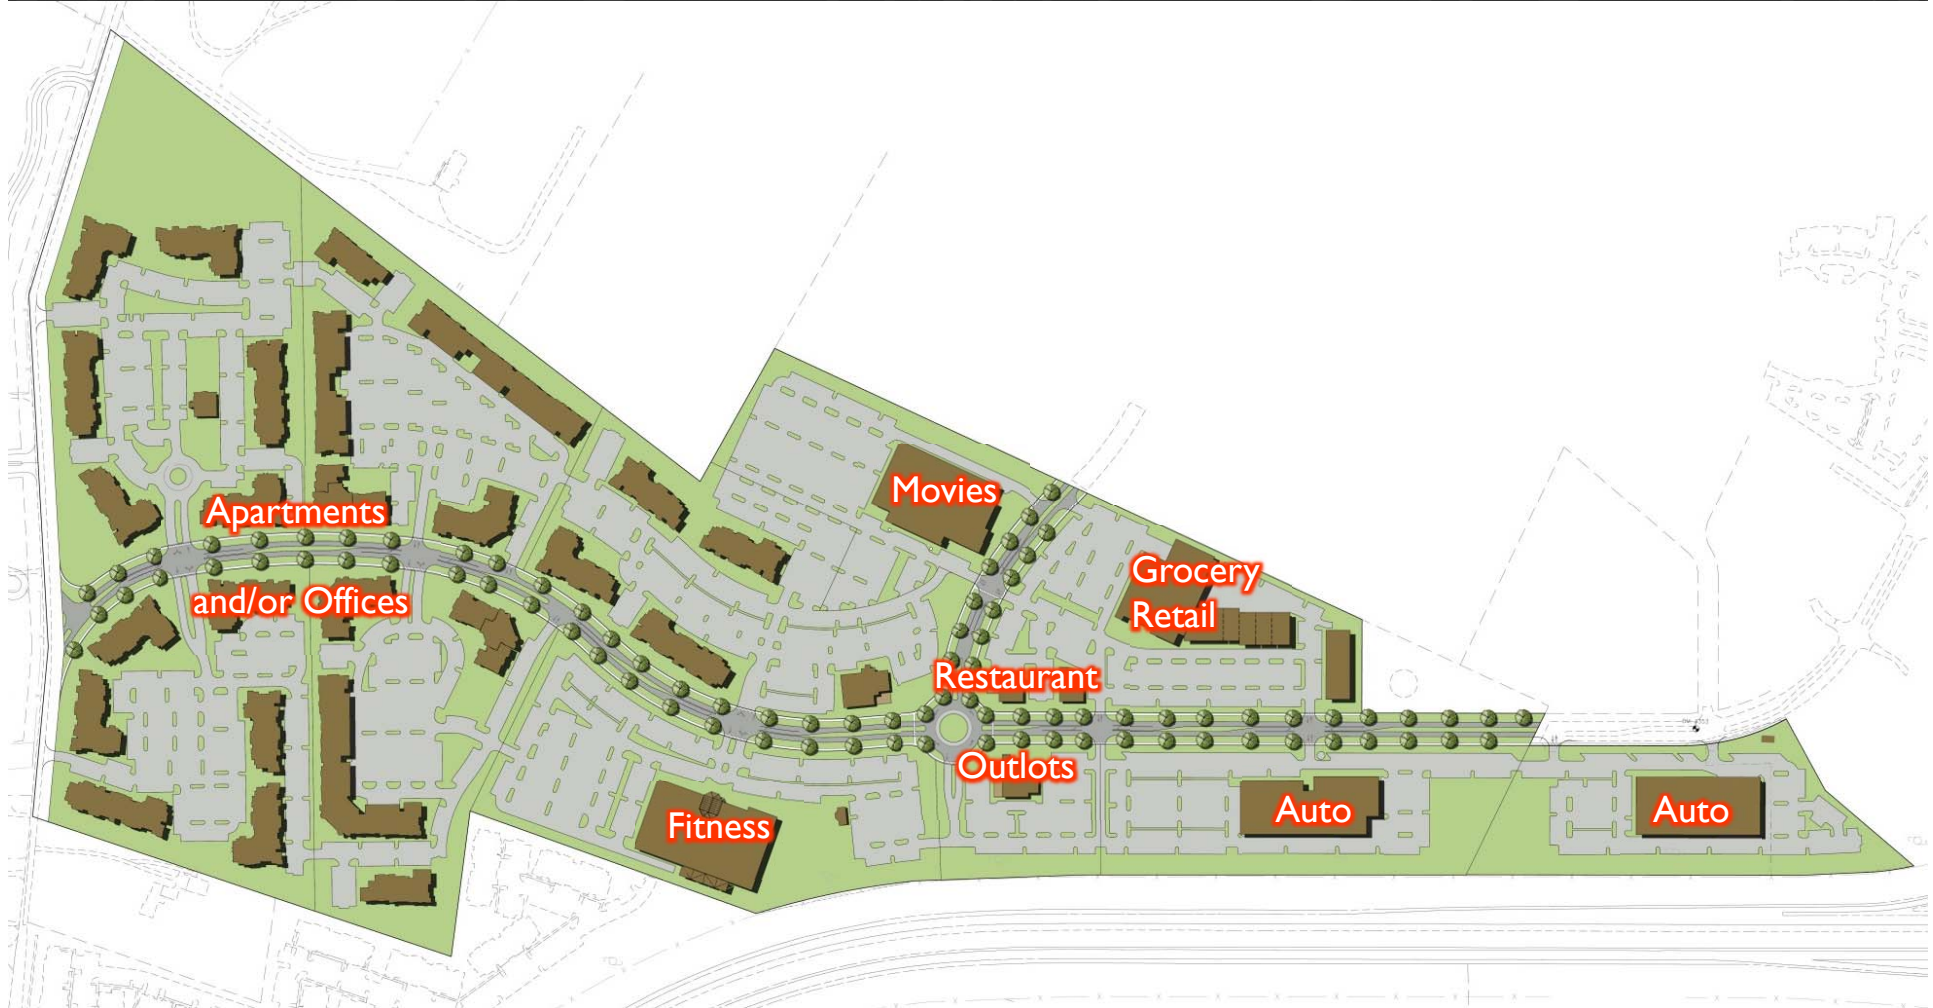 Movies
Apartments
and/or Offices
Grocery
Retail
Restaurant
Outlots
Fitness
Auto
Auto